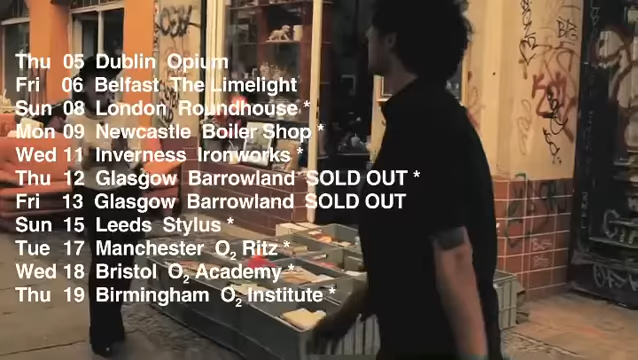 Thu 05 Dublin Opium
Fri 06 Belfast The Limelight
Sun 08 London Roundhouse *
Mon 09 Newcastle Boiler Shop *
Wed 11 Inverness Ironworks *
Thu 12 Glasgow Barrowland SOLD OUT *
Fri 13 Glasgow Barrowland SOLD OUT
Sun 15 Leeds Stylus *
Tue 17 Manchester O₂ Ritz *
Wed 18 Bristol O₂ Academy *
Thu 19 Birmingham O₂ Institute *